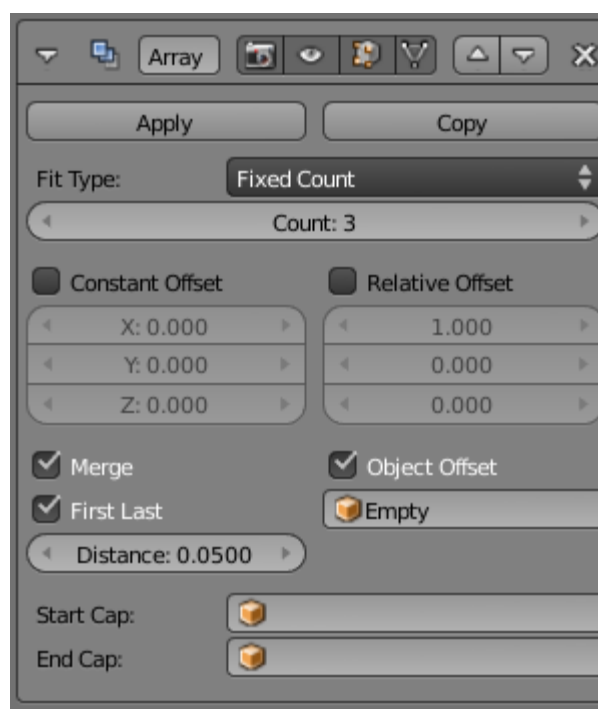 Array
Apply Copy
Fit Type: Fixed Count
Count: 3
Constant Offset Relative Offset
X: 0.000 1.000
Y: 0.000 0.000
Z: 0.000 0.000
Merge Object Offset
First Last Empty
Distance: 0.0500
Start Cap:
End Cap: